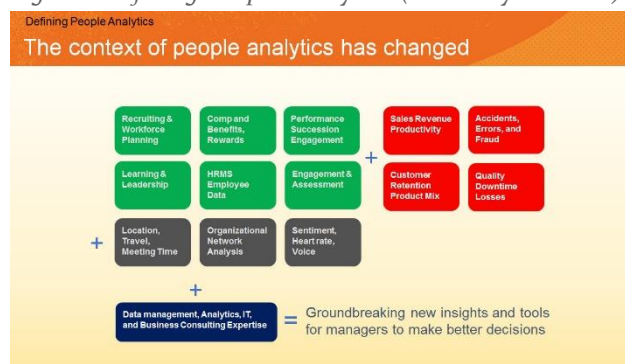 Defining People Analytics
The context of people analytics has changed
Recruiting &
Workforce
Planning
Comp and
Benefits,
Rewards
Performance
Succession
Engagement
Sales Revenue
Productivity
Accidents,
Errors, and
Fraud
+
Learning &
Leadership
HRMS
Employee
Data
Engagement &
Assessment
Customer
Retention
Product Mix
Quality
Downtime
Losses
+
Location,
Travel,
Meeting Time
Organizational
Network
Analysis
Sentiment,
Heart rate,
Voice
+
Data management, Analytics, IT,
and Business Consulting Expertise
=
Groundbreaking new insights and tools
for managers to make better decisions